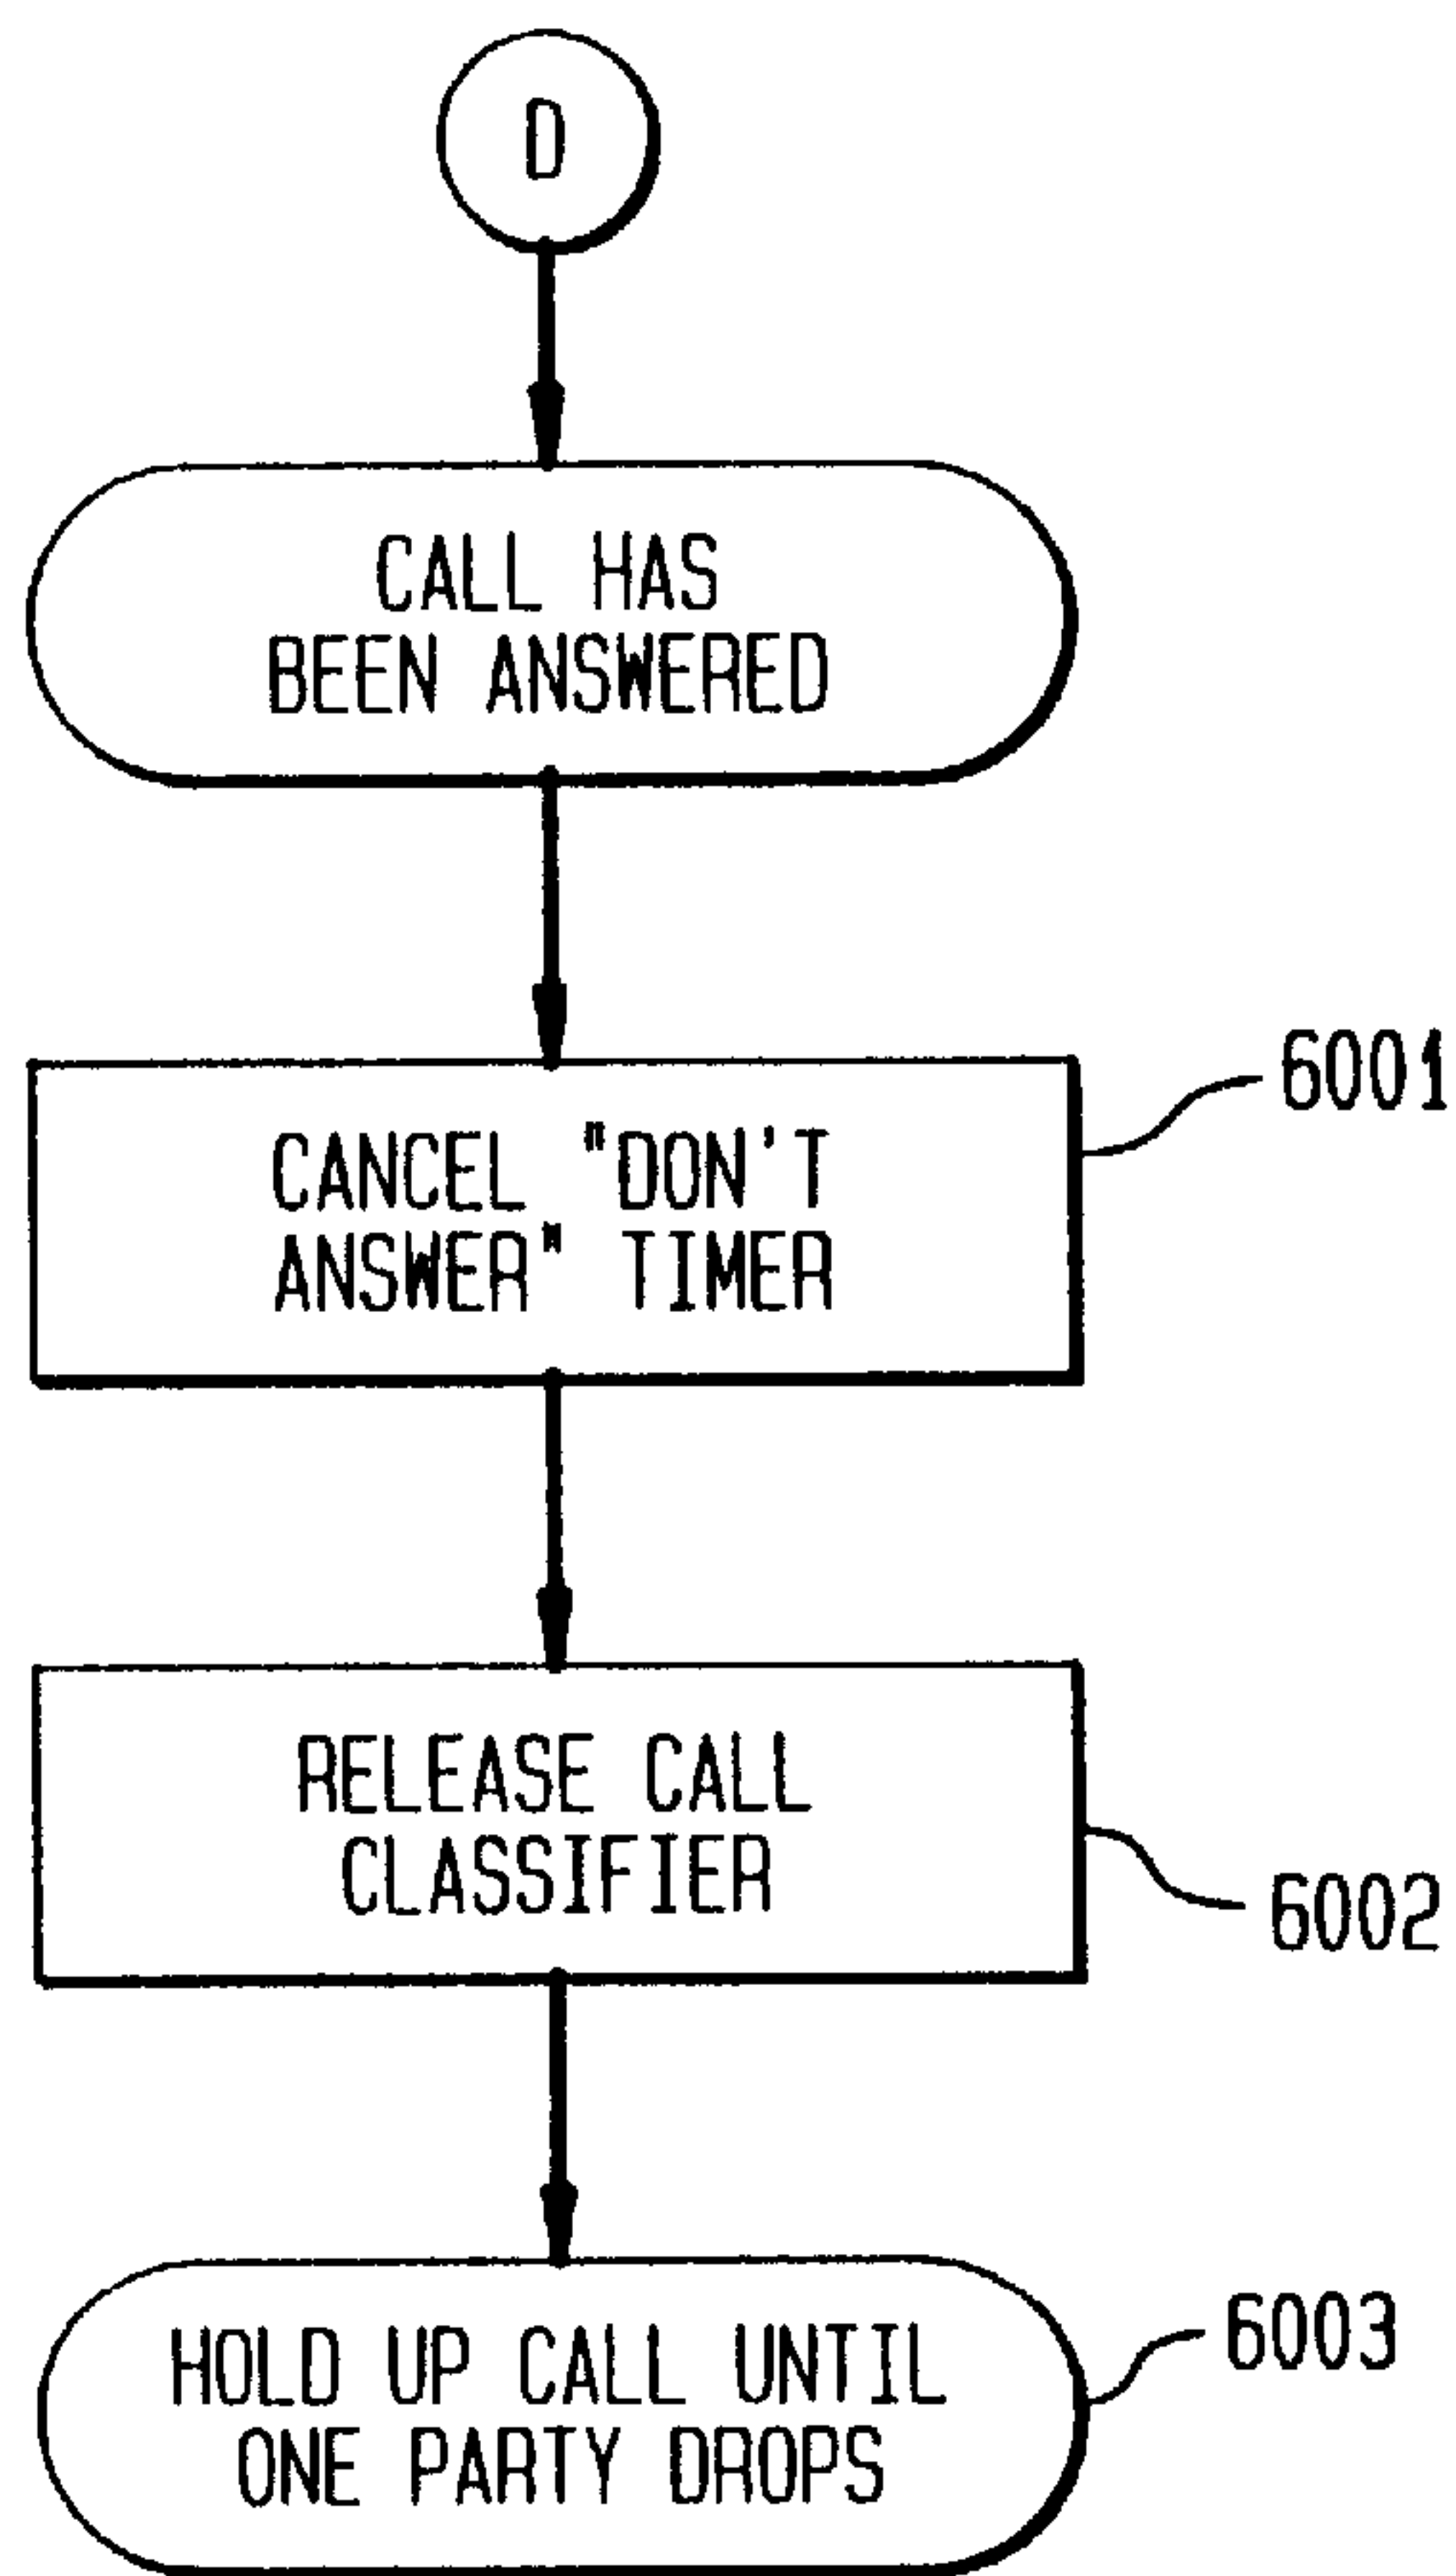 D
CALL HAS
BEEN ANSWERED
6001
CANCEL "DON'T
ANSWER" TIMER
RELEASE CALL
CLASSIFIER
6002
HOLD UP CALL UNTIL
ONE PARTY DROPS
6003